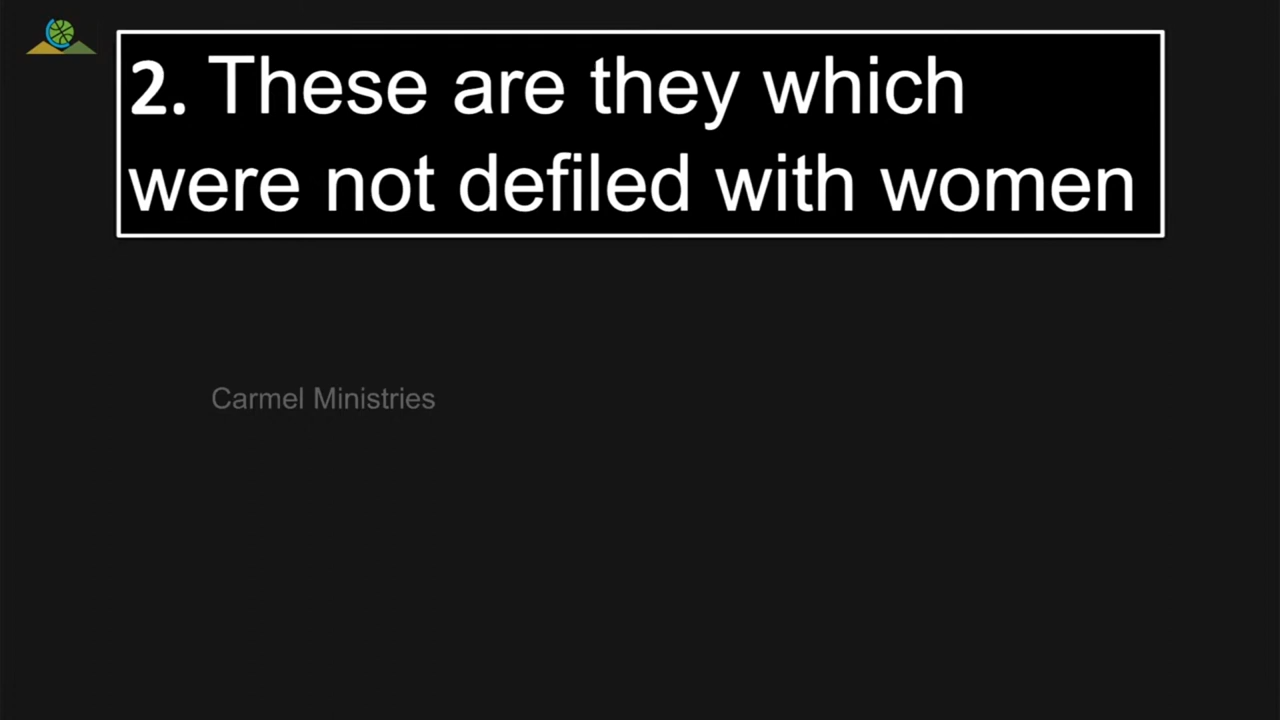 2. These are they which
were not defiled with women
Carmel Ministries